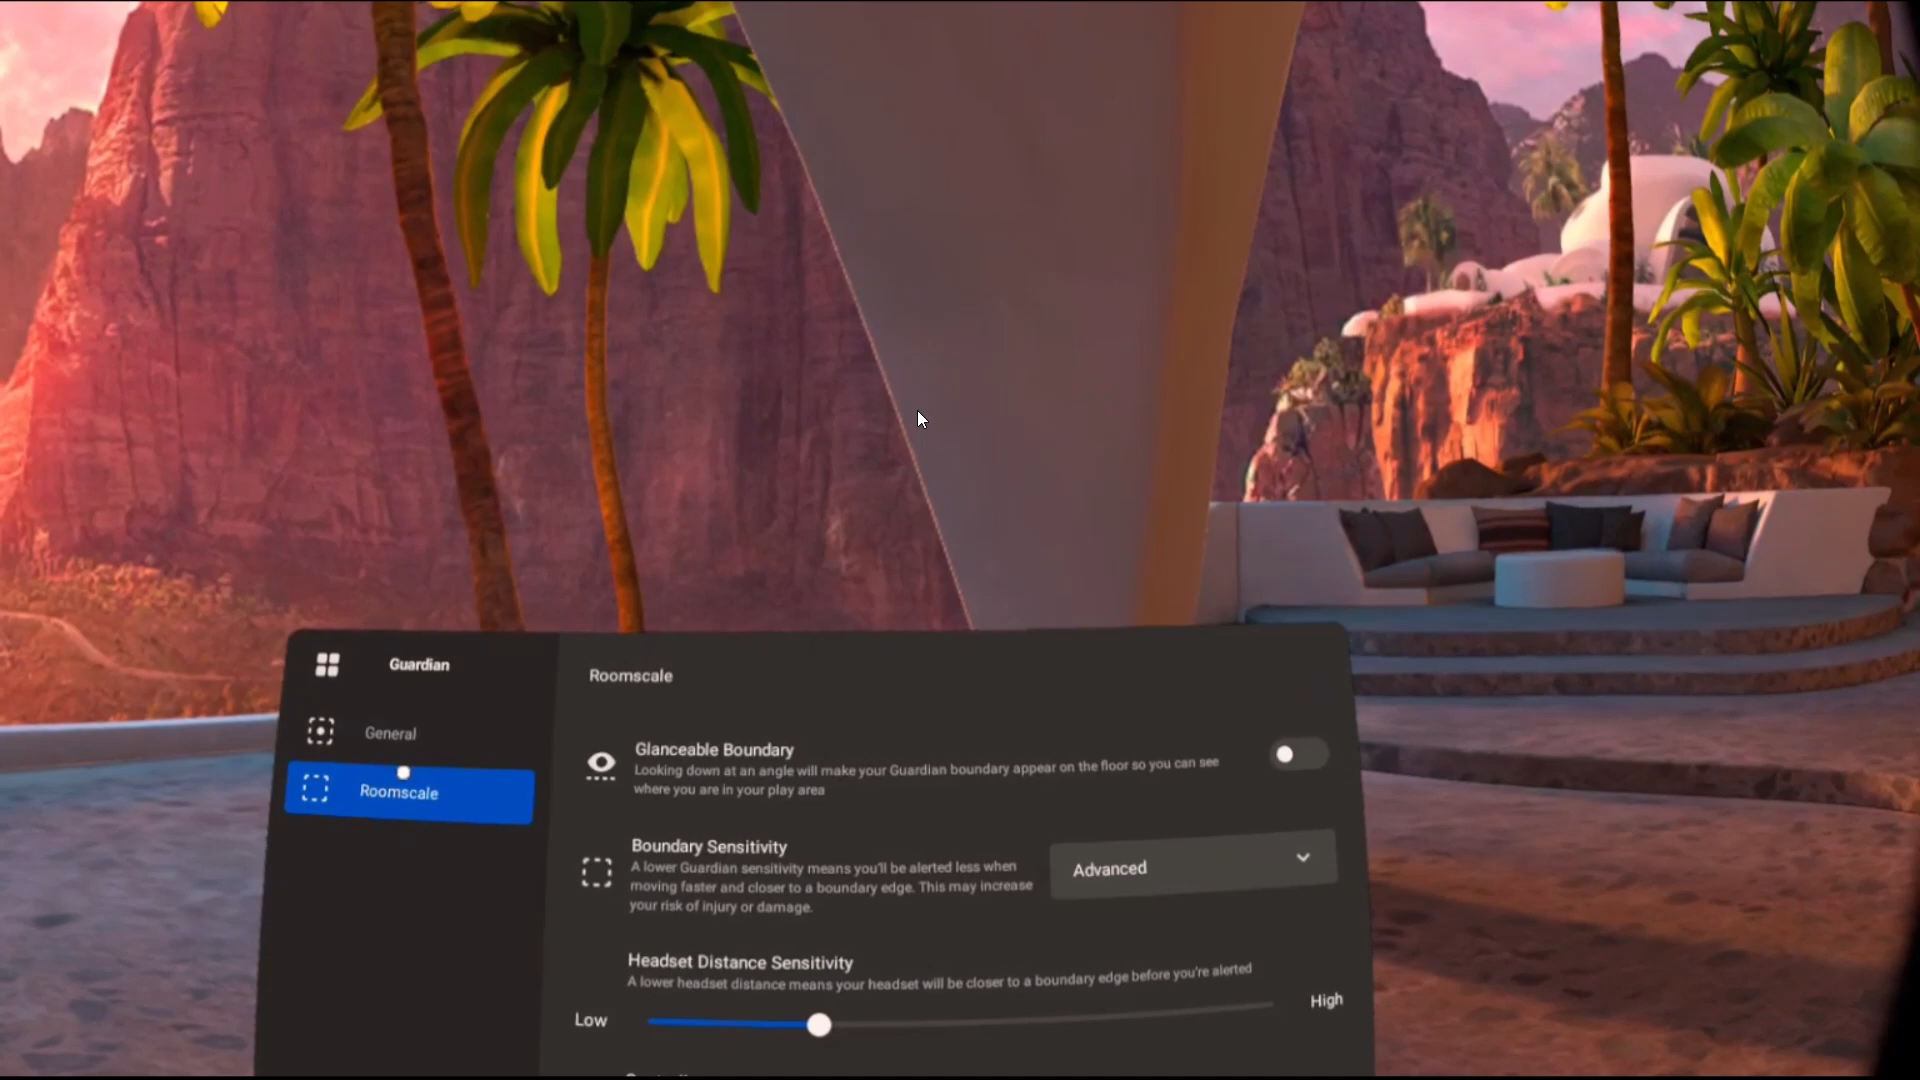 Guardian
General
Roomscale
Roomscale
Glanceable Boundary
Looking down at an angle will make your Guardian boundary appear on the floor so you can see
where you are in your play area
Boundary Sensitivity
A lower Guardian sensitivity means you'll be alerted less when
moving faster and closer to a boundary edge. This may increase
your risk of injury or damage.
Advanced
Headset Distance Sensitivity
A lower headset distance means your headset will be closer to a boundary edge before you're alerted
Low
High